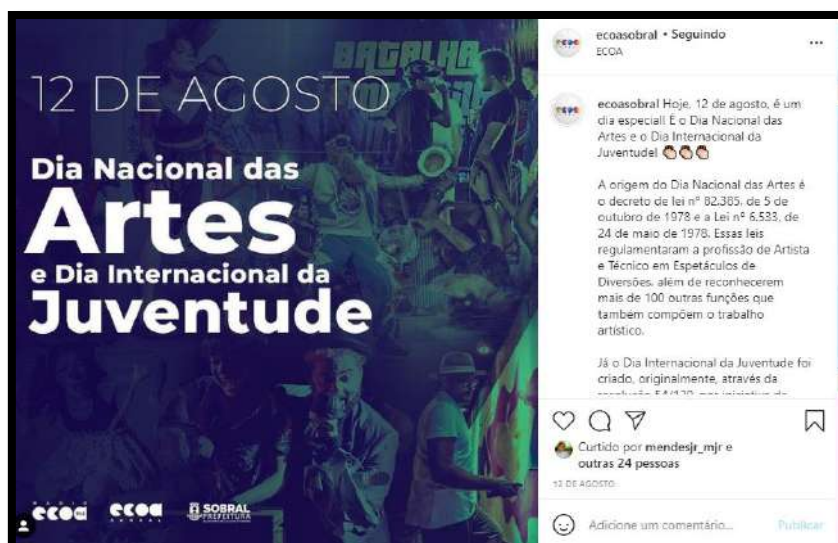 12 DE AGOSTO
Dia Nacional das
Artes
e Dia Internacional da
Juventude
BATALHA
RÁDIO
ecoa
ecoa
SOBRAL
SOBRAL
PREFEITURA
ecoasobral • Seguindo
ECOA
ecoasobral Hoje, 12 de agosto, é um
dia especial! É o Dia Nacional das
Artes e o Dia Internacional da
Juventude! 👏🏻👏🏻👏🏻
A origem do Dia Nacional das Artes é
o decreto de lei nº 82.385, de 5 de
outubro de 1978 e a Lei nº 6.533, de
24 de maio de 1978. Essas leis
regulamentaram a profissão de Artista
e Técnico em Espetáculos de
Diversões, além de reconhecerem
mais de 100 outras funções que
também compõem o trabalho
artístico.
Já o Dia Internacional da Juventude foi
criado, originalmente, através da
Curtido por mendesjr_mjr e
outras 24 pessoas
12 DE AGOSTO
Adicione um comentário... Publicar